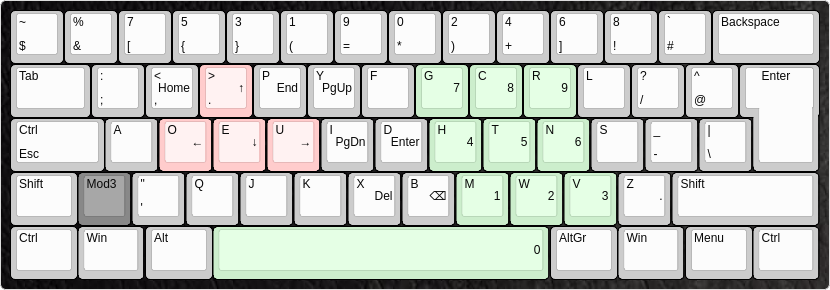 ~ % 7 5 3 1 9 0 2 4 6 8 ` Backspace
$ & [ { } ( = * ) + ] ! #
Tab : < > P Y F G C R L ? ^ Enter
Home ↑ End PgUp 7 8 9
; , . / @
Ctrl A O E U I D H T N S _ |
← ↓ → PgDn Enter 4 5 6
Esc - \
Shift Mod3 " Q J K X B M W V Z Shift
Del ⌫ 1 2 3 .
'
Ctrl Win Alt AltGr Win Menu Ctrl
0